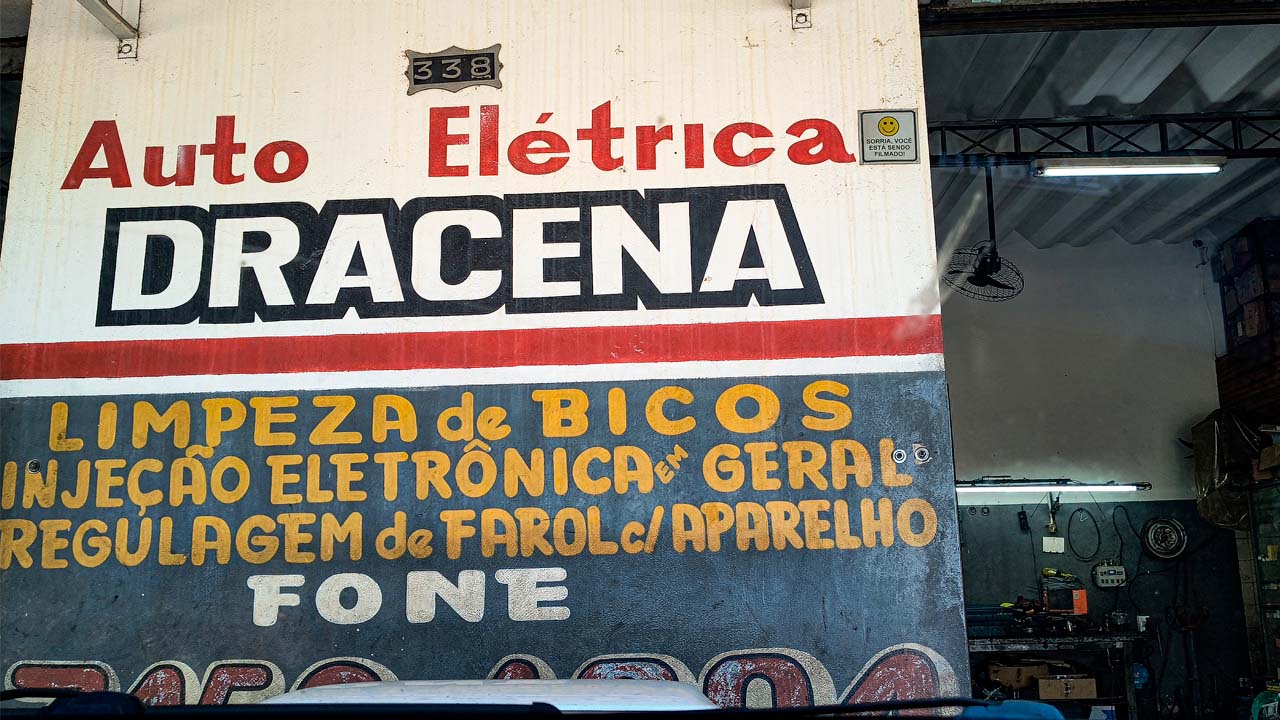 338
Auto Elétrica
SORRIA, VOCÊ
ESTÁ SENDO
FILMADO!
DRACENA
LIMPEZA de BICOS
INJEÇÃO ELETRÔNICA EM GERAL
REGULAGEM de FAROL c/ APARELHO
FONE